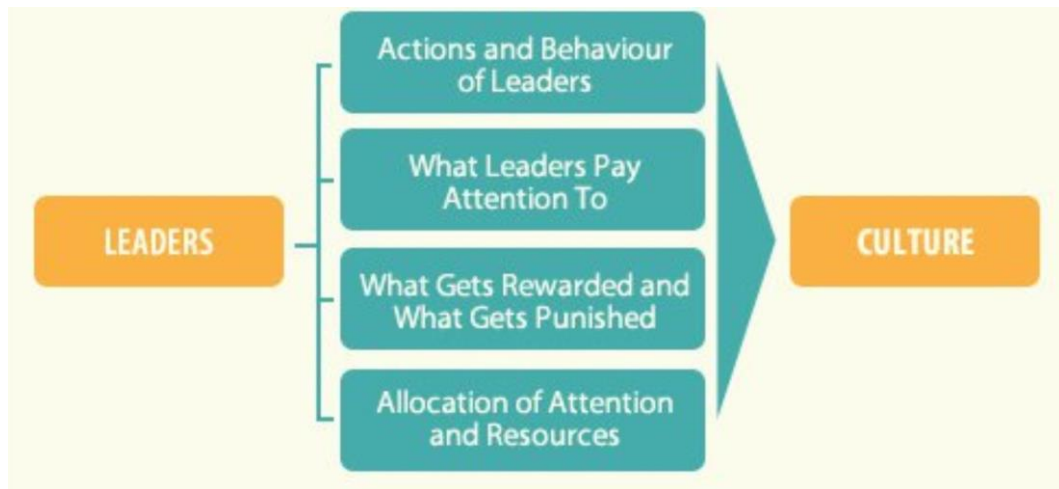 Actions and Behaviour
of Leaders
What Leaders Pay
Attention To
LEADERS
CULTURE
What Gets Rewarded and
What Gets Punished
Allocation of Attention
and Resources